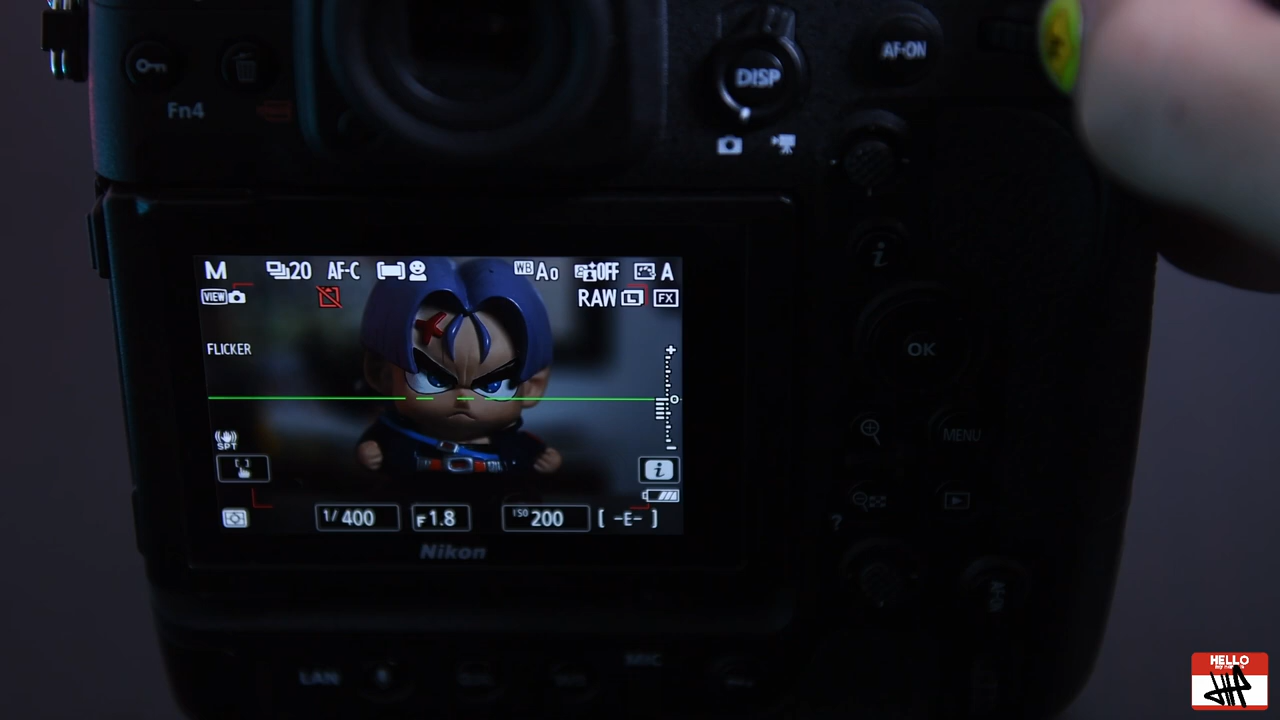 AF-ON
DISP
Fn4
M 20 AF-C WB A0 OFF A
VIEW RAW L FX
FLICKER
+
0
-
SPT
i
i
OK
MENU
?
1/400 F1.8 ISO 200 [-E-]
Nikon
LAN
MIC
HELLO